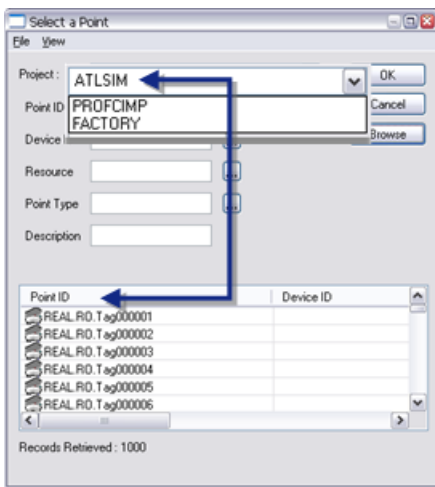 Select a Point
File View
Project : ATLSIM OK
PROFCIMP
FACTORY
Point ID Cancel
Device Browse
Resource ...
Point Type ...
Description
Point ID Device ID
REAL.RO.Tag000001
REAL.RO.Tag000002
REAL.RO.Tag000003
REAL.RO.Tag000004
REAL.RO.Tag000005
REAL.RO.Tag000006
Records Retrieved : 1000